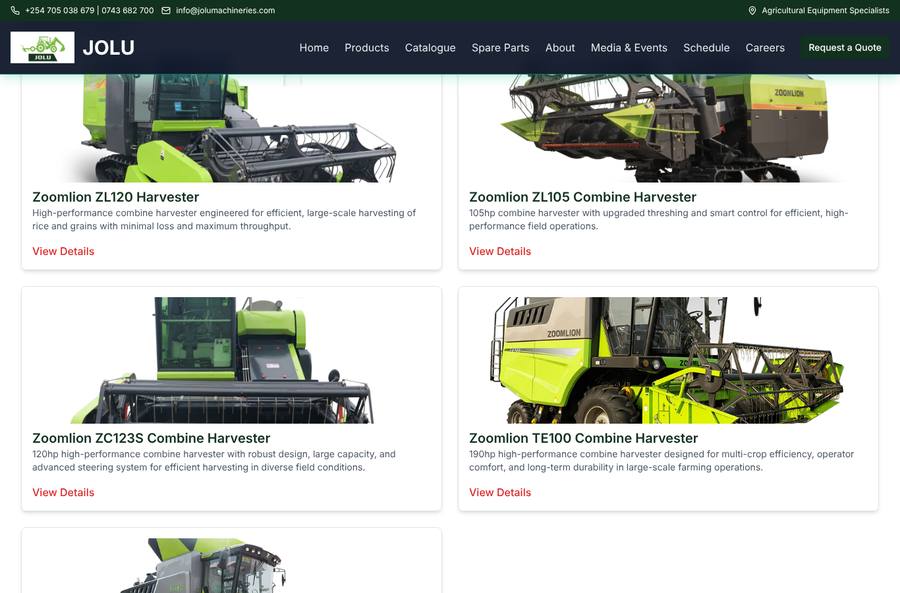 +254 705 038 679 | 0743 682 700 info@jolumachineries.com Agricultural Equipment Specialists
JOLU JOLU Home Products Catalogue Spare Parts About Media & Events Schedule Careers Request a Quote
ZOOMLION
Zoomlion ZL120 Harvester
High-performance combine harvester engineered for efficient, large-scale harvesting of
rice and grains with minimal loss and maximum throughput.
View Details
Zoomlion ZL105 Combine Harvester
105hp combine harvester with upgraded threshing and smart control for efficient, high-
performance field operations.
View Details
ZOOMLION
Zoomlion ZC123S Combine Harvester
120hp high-performance combine harvester with robust design, large capacity, and
advanced steering system for efficient harvesting in diverse field conditions.
View Details
Zoomlion TE100 Combine Harvester
190hp high-performance combine harvester designed for multi-crop efficiency, operator
comfort, and long-term durability in large-scale farming operations.
View Details